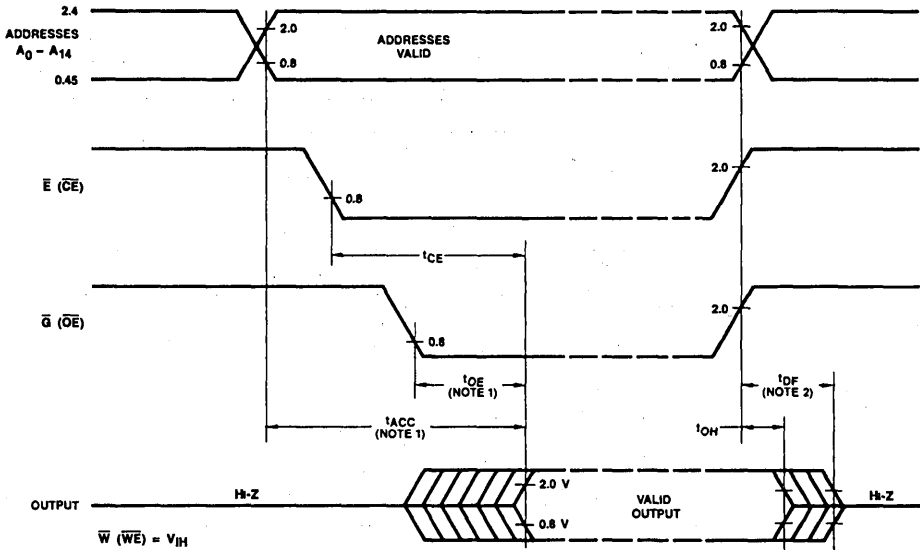 2.4
ADDRESSES
A0 – A14
0.45
2.0
0.8
ADDRESSES
VALID
2.0
0.8
E (CE)
0.8
2.0
tCE
G (OE)
0.8
2.0
tOE
(NOTE 1)
tDF
(NOTE 2)
tACC
(NOTE 1)
tOH
OUTPUT
Hi-Z
2.0 V
0.8 V
VALID
OUTPUT
Hi-Z
W (WE) = VIH